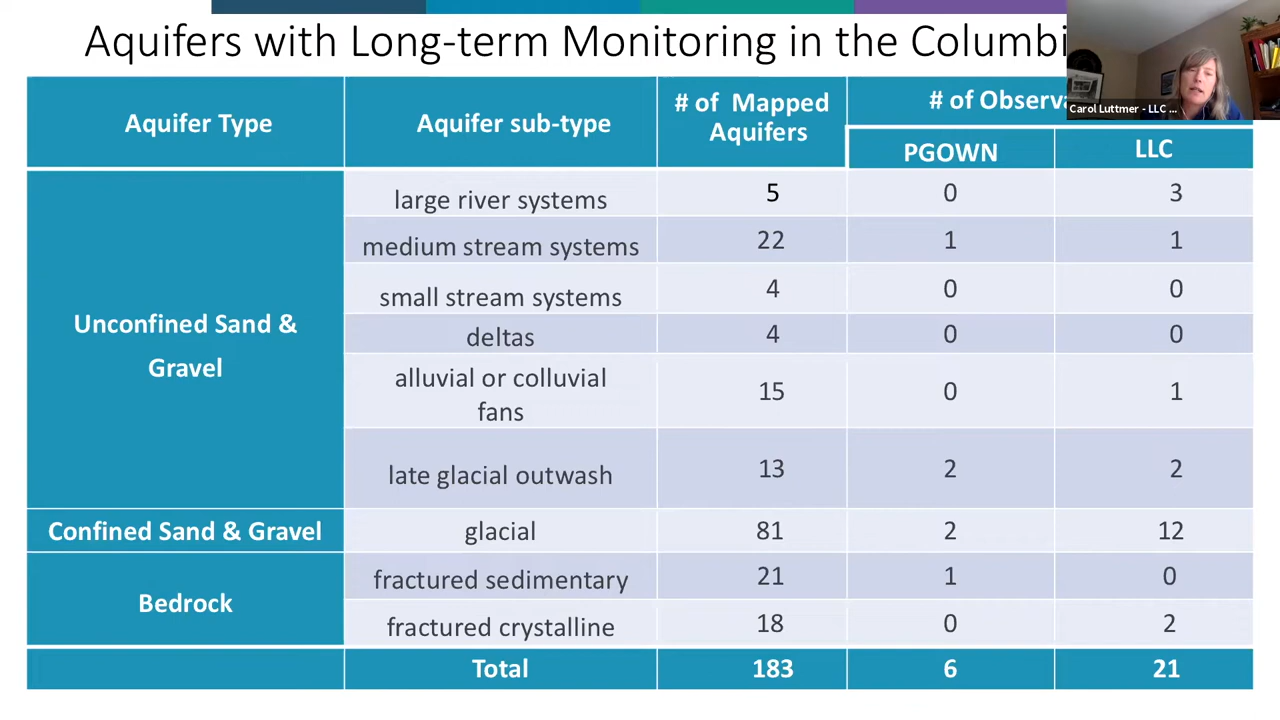 Aquifers with Long-term Monitoring in the Columbi
Carol Luttmer - LLC ...
Aquifer Type
Aquifer sub-type
# of Mapped
Aquifers
# of Observa
PGOWN
LLC
Unconfined Sand &
Gravel
large river systems
5
0
3
medium stream systems
22
1
1
small stream systems
4
0
0
deltas
4
0
0
alluvial or colluvial
fans
15
0
1
late glacial outwash
13
2
2
Confined Sand & Gravel
glacial
81
2
12
Bedrock
fractured sedimentary
21
1
0
fractured crystalline
18
0
2
Total
183
6
21